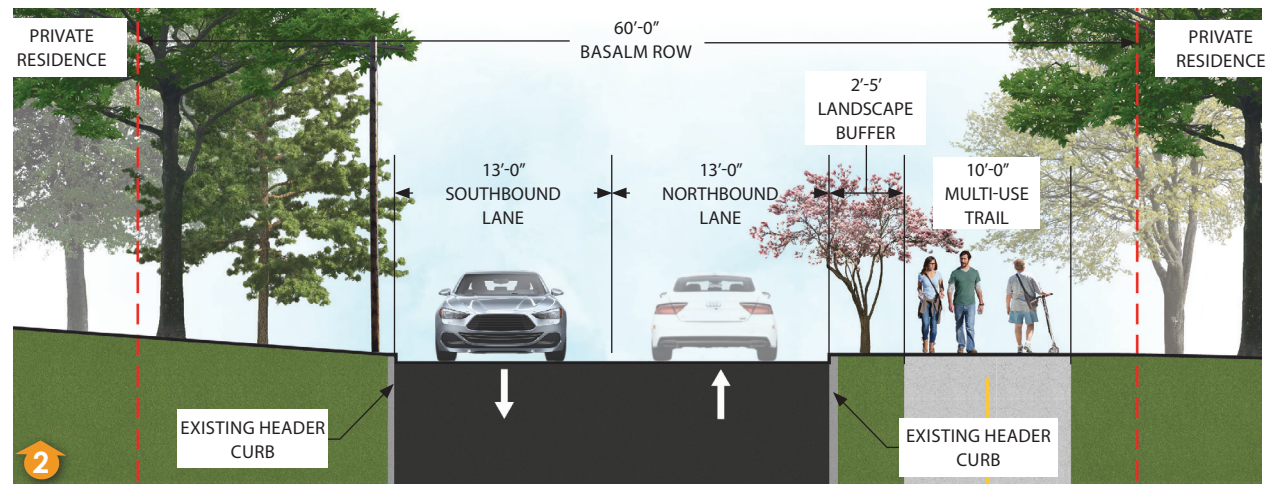 PRIVATE
RESIDENCE
60’-0”
BASALM ROW
PRIVATE
RESIDENCE
2’-5’
LANDSCAPE
BUFFER
13’-0”
SOUTHBOUND
LANE
13’-0”
NORTHBOUND
LANE
10’-0”
MULTI-USE
TRAIL
EXISTING HEADER
CURB
EXISTING HEADER
CURB
2